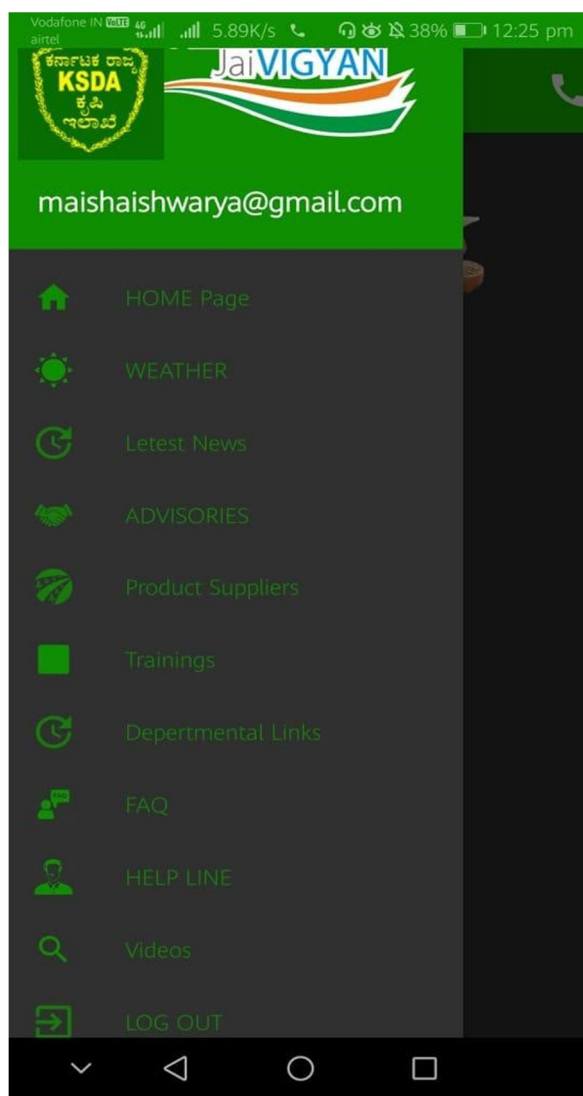 Vodafone IN VoLTE 4G 5.89K/s 38% 12:25 pm
airtel
ಕರ್ನಾಟಕ ರಾಜ್ಯ
KSDA
ಕೃಷಿ
ಇಲಾಖೆ
JaiVIGYAN
maishaishwarya@gmail.com
HOME Page
WEATHER
Letest News
ADVISORIES
Product Suppliers
Trainings
Depertmental Links
FAQ
FAQ
HELP LINE
Videos
LOG OUT